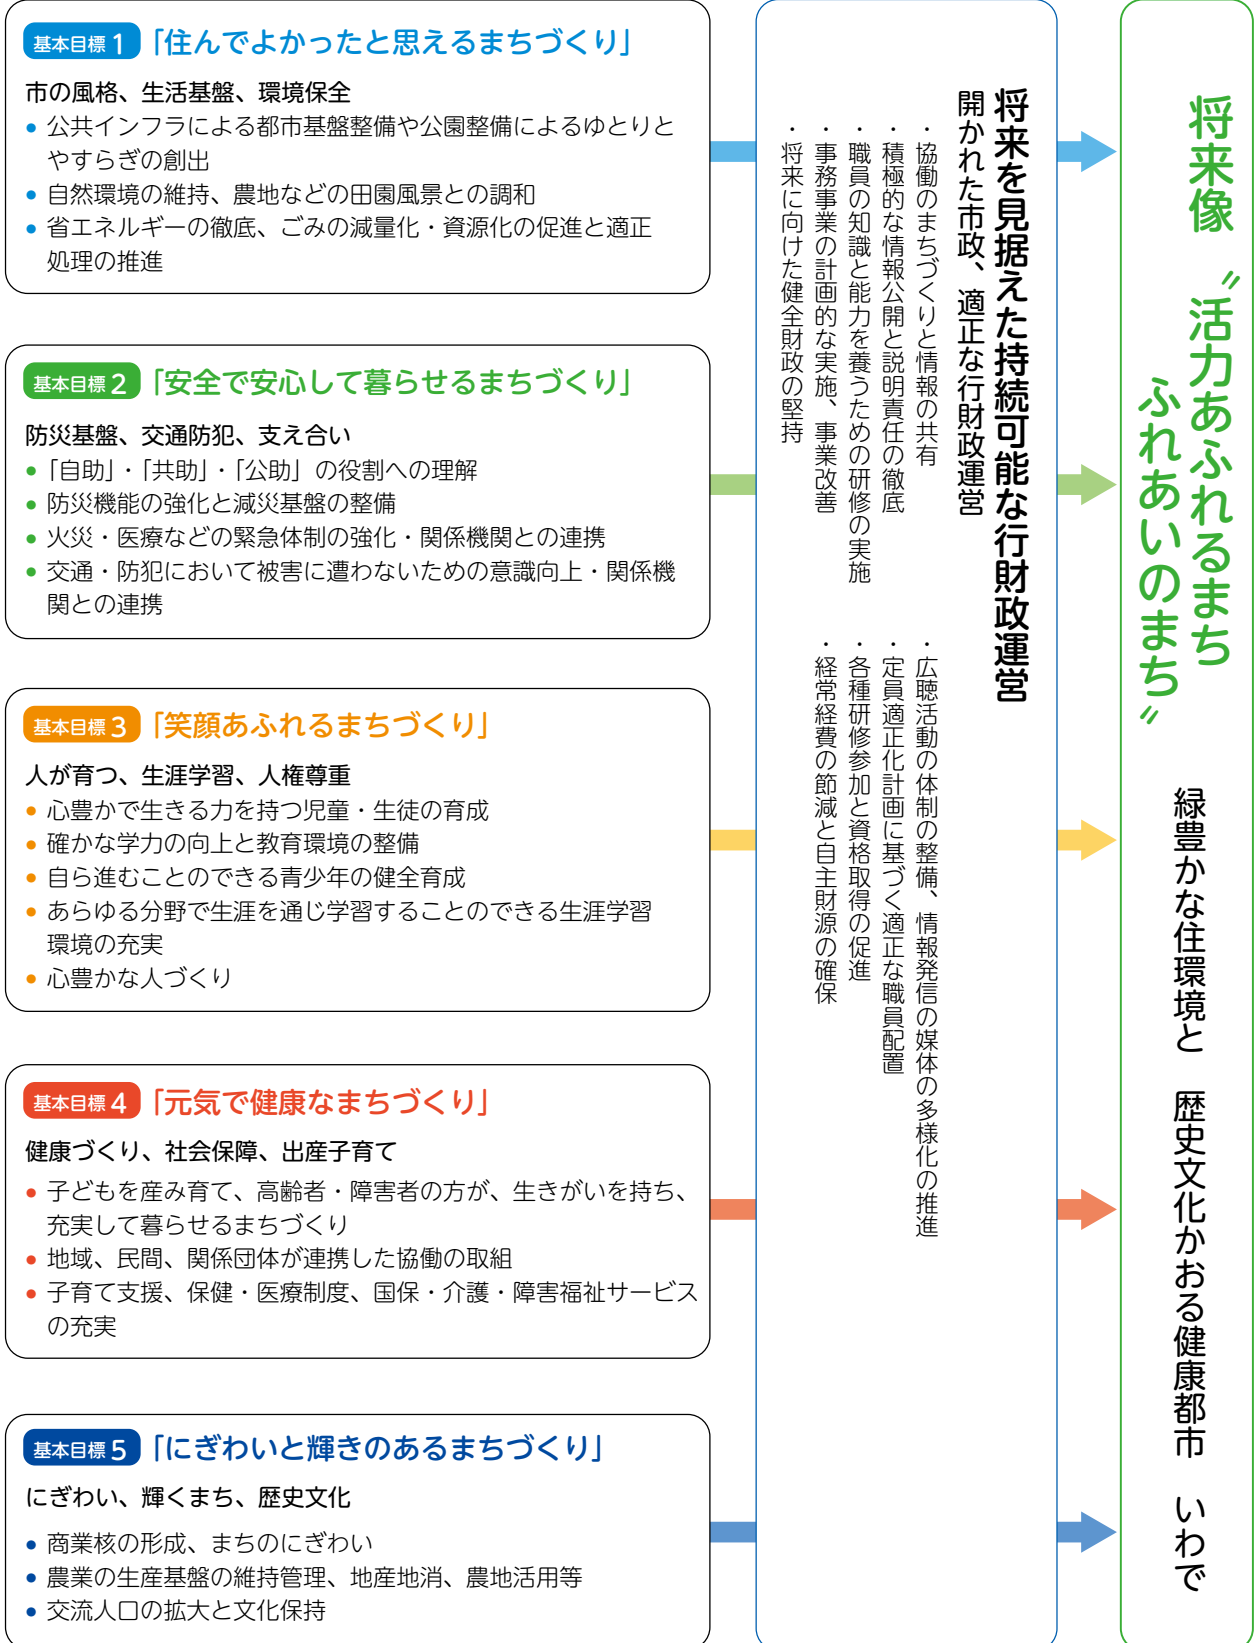 基本目標 1 「住んでよかったと思えるまちづくり」
市の風格、生活基盤、環境保全
● 公共インフラによる都市基盤整備や公園整備によるゆとりと
やすらぎの創出
● 自然環境の維持、農地などの田園風景との調和
● 省エネルギーの徹底、ごみの減量化・資源化の促進と適正
処理の推進
基本目標 2 「安全で安心して暮らせるまちづくり」
防災基盤、交通防犯、支え合い
● 「自助」・「共助」・「公助」の役割への理解
● 防災機能の強化と減災基盤の整備
● 火災・医療などの緊急体制の強化・関係機関との連携
● 交通・防犯において被害に遭わないための意識向上・関係機
関との連携
基本目標 3 「笑顔あふれるまちづくり」
人が育つ、生涯学習、人権尊重
● 心豊かで生きる力を持つ児童・生徒の育成
● 確かな学力の向上と教育環境の整備
● 自ら進むことのできる青少年の健全育成
● あらゆる分野で生涯を通じ学習することのできる生涯学習
環境の充実
● 心豊かな人づくり
基本目標 4 「元気で健康なまちづくり」
健康づくり、社会保障、出産子育て
● 子どもを産み育て、高齢者・障害者の方が、生きがいを持ち、
充実して暮らせるまちづくり
● 地域、民間、関係団体が連携した協働の取組
● 子育て支援、保健・医療制度、国保・介護・障害福祉サービス
の充実
基本目標 5 「にぎわいと輝きのあるまちづくり」
にぎわい、輝くまち、歴史文化
● 商業核の形成、まちのにぎわい
● 農業の生産基盤の維持管理、地産地消、農地活用等
● 交流人口の拡大と文化保持
将来を見据えた持続可能な行財政運営
開かれた市政、適正な行財政運営
・協働のまちづくりと情報の共有
・積極的な情報公開と説明責任の徹底
・職員の知識と能力を養うための研修の実施
・事務事業の計画的な実施、事業改善
・将来に向けた健全財政の堅持
・広聴活動の体制の整備、情報発信の媒体の多様化の推進
・定員適正化計画に基づく適正な職員配置
・各種研修参加と資格取得の促進
・経常経費の節減と自主財源の確保
将来像 〝活力あふれるまち
ふれあいのまち〟
緑豊かな住環境と 歴史文化かおる健康都市 いわで